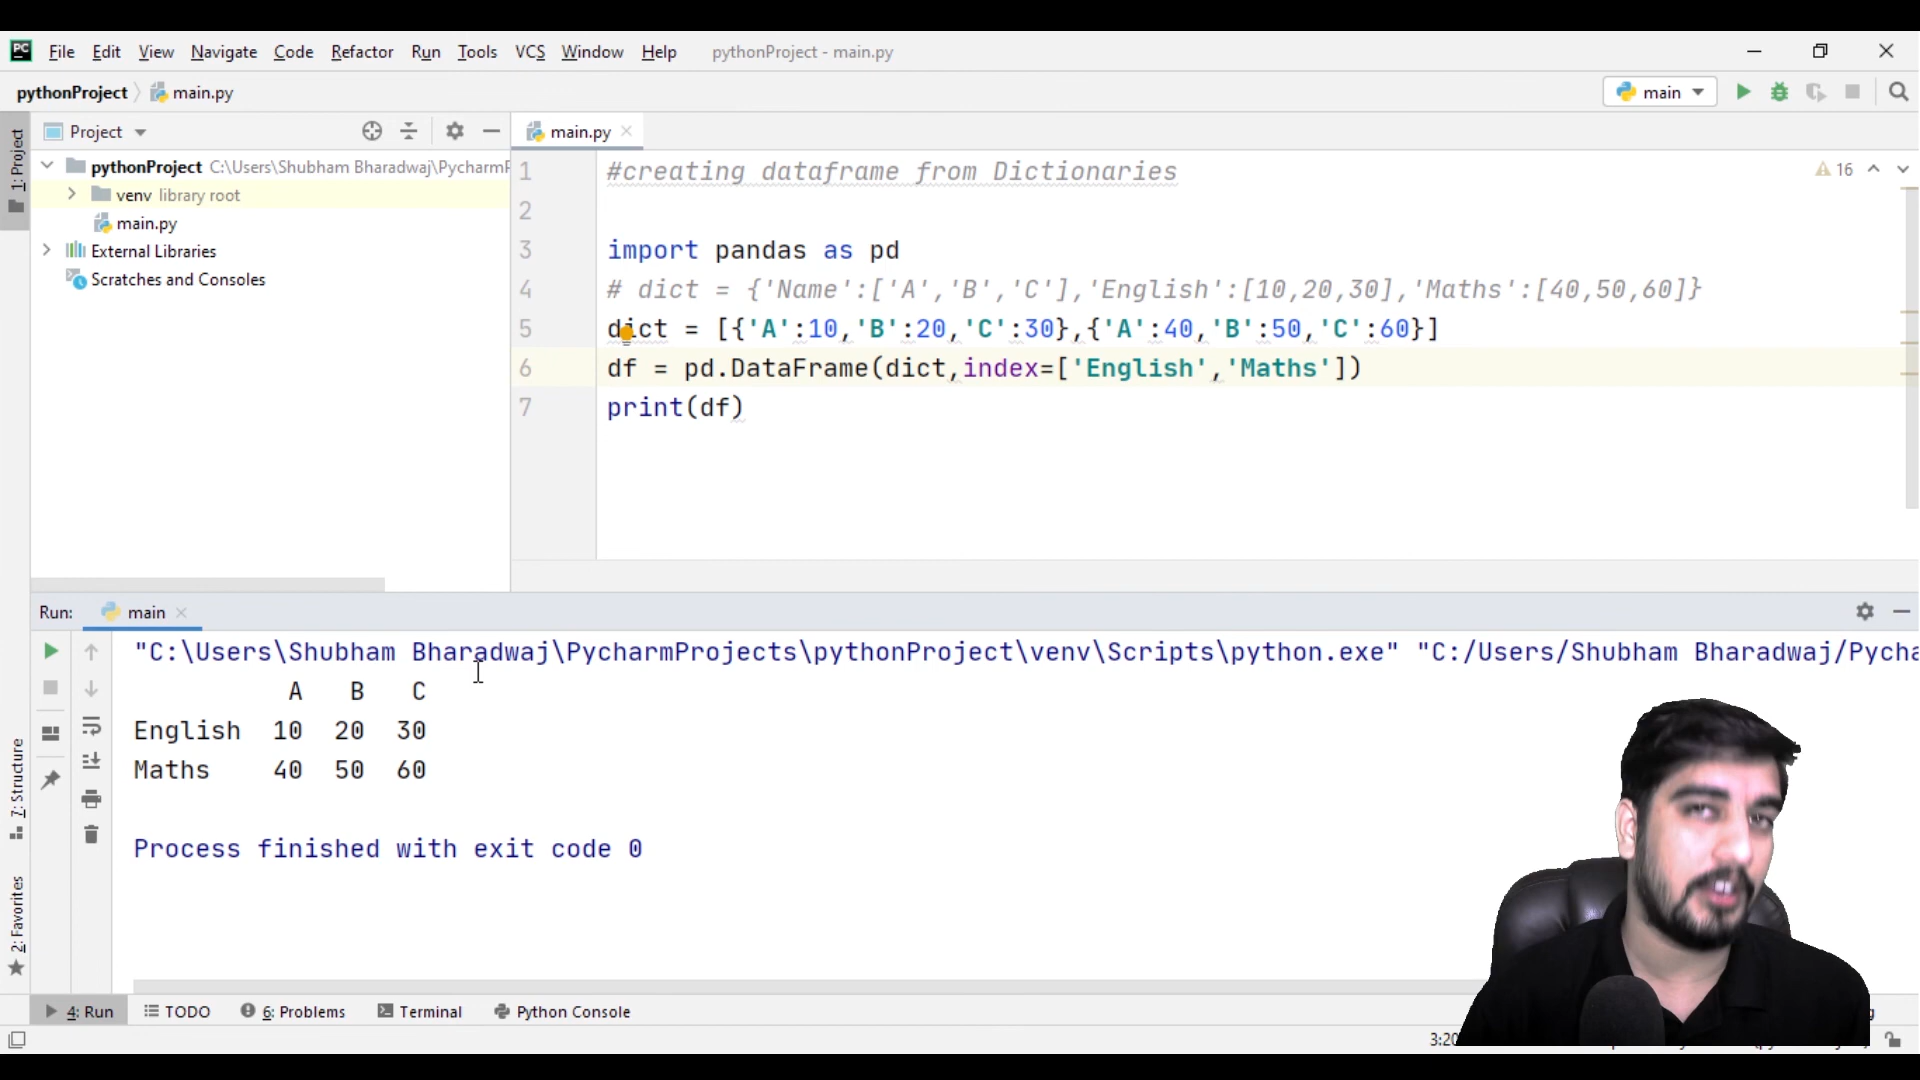 PC File Edit View Navigate Code Refactor Run Tools VCS Window Help pythonProject - main.py
pythonProject main.py main
1: Project
Project
main.py
pythonProject C:\Users\Shubham Bharadwaj\PycharmP
venv library root
main.py
External Libraries
Scratches and Consoles
16
1 #creating dataframe from Dictionaries
2
3 import pandas as pd
4 # dict = {'Name':['A','B','C'],'English':[10,20,30],'Maths':[40,50,60]}
5 dict = [{'A':10,'B':20,'C':30},{'A':40,'B':50,'C':60}]
6 df = pd.DataFrame(dict,index=['English','Maths'])
7 print(df)
Run: main
"C:\Users\Shubham Bharadwaj\PycharmProjects\pythonProject\venv\Scripts\python.exe" "C:/Users/Shubham Bharadwaj/Pycha
A B C
English 10 20 30
Maths 40 50 60
Process finished with exit code 0
7: Structure
2: Favorites
4: Run TODO 6: Problems Terminal Python Console
3:20